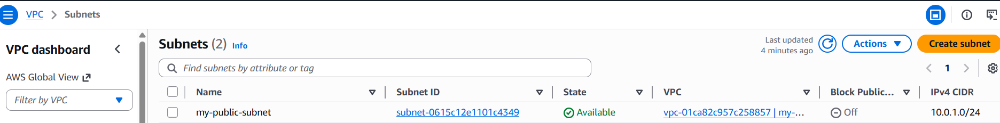 VPC > Subnets
VPC dashboard
AWS Global View
Filter by VPC
Subnets (2) Info
Last updated
4 minutes ago
Actions
Create subnet
Find subnets by attribute or tag
1
Name Subnet ID State VPC Block Public... IPv4 CIDR
my-public-subnet subnet-0615c12e1101c4349 Available vpc-01ca82c957c258857 | my-... Off 10.0.1.0/24